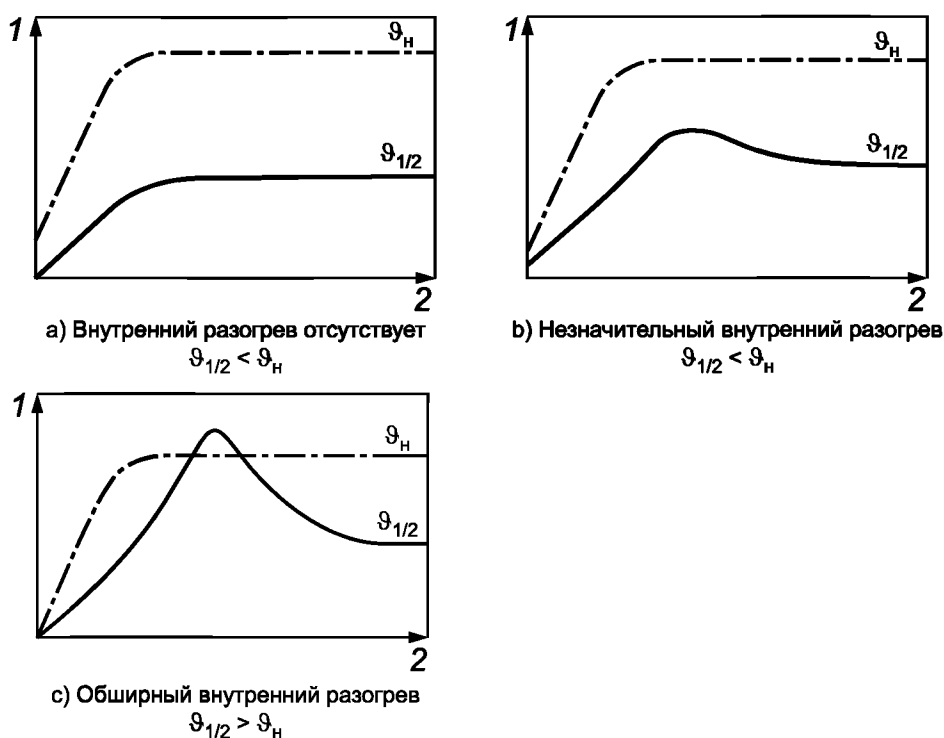 1
ϑн
ϑ1/2
2
a) Внутренний разогрев отсутствует
ϑ1/2 < ϑн
1
ϑн
ϑ1/2
2
b) Незначительный внутренний разогрев
ϑ1/2 < ϑн
1
ϑн
ϑ1/2
2
c) Обширный внутренний разогрев
ϑ1/2 > ϑн